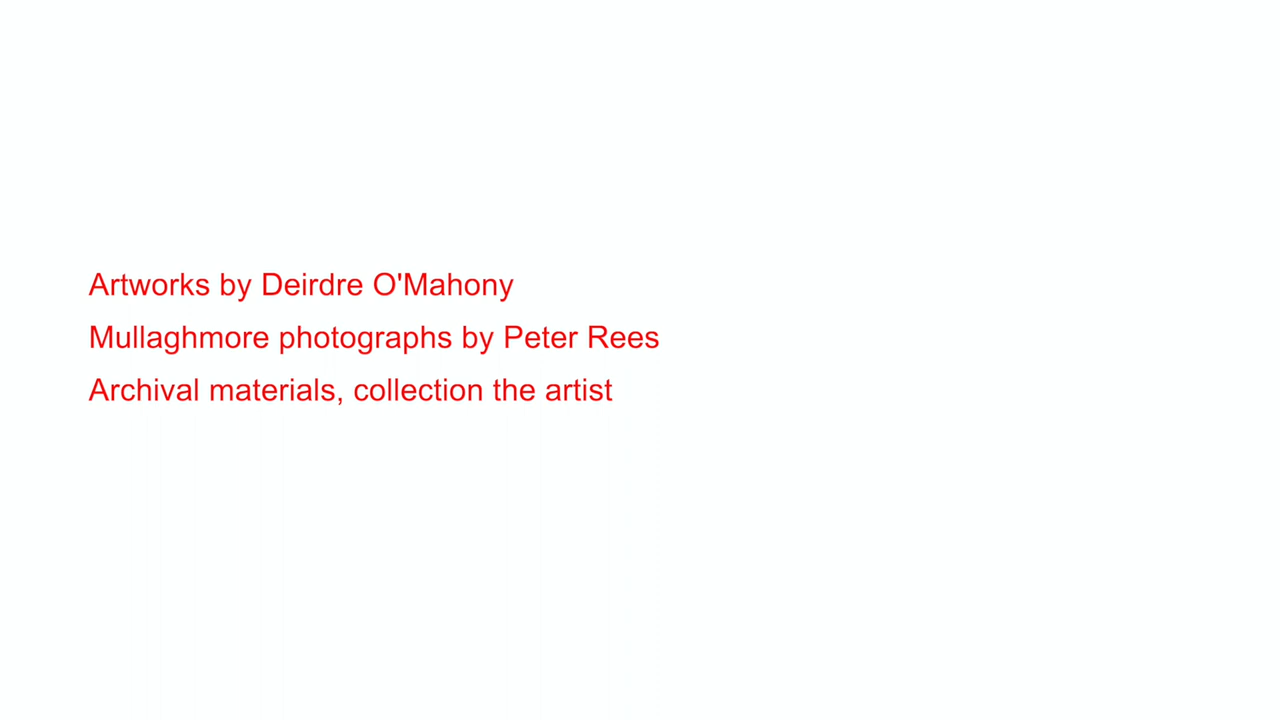 Artworks by Deirdre O'Mahony
Mullaghmore photographs by Peter Rees
Archival materials, collection the artist